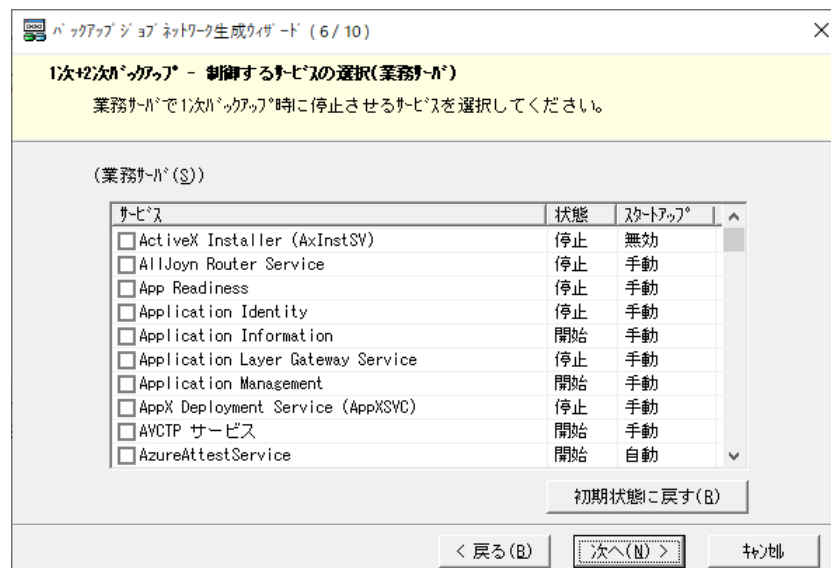 ﾊﾞｯｸｱｯﾌﾟｼﾞｮﾌﾞﾈｯﾄﾜｰｸ生成ｳｨｻﾞｰﾄﾞ(6/10)
1次+2次ﾊﾞｯｸｱｯﾌﾟ - 制御するｻｰﾋﾞｽの選択(業務ｻｰﾊﾞ)
業務ｻｰﾊﾞで1次ﾊﾞｯｸｱｯﾌﾟ時に停止させるｻｰﾋﾞｽを選択してください。
(業務ｻｰﾊﾞ(S))
ｻｰﾋﾞｽ 状態 ｽﾀｰﾄｱｯﾌﾟ
ActiveX Installer (AxInstSV) 停止 無効
AllJoyn Router Service 停止 手動
App Readiness 停止 手動
Application Identity 停止 手動
Application Information 開始 手動
Application Layer Gateway Service 停止 手動
Application Management 開始 手動
AppX Deployment Service (AppXSVC) 停止 手動
AVCTP サービス 開始 手動
AzureAttestService 開始 自動
初期状態に戻す(R)
< 戻る(B) 次へ(N) > ｷｬﾝｾﾙ